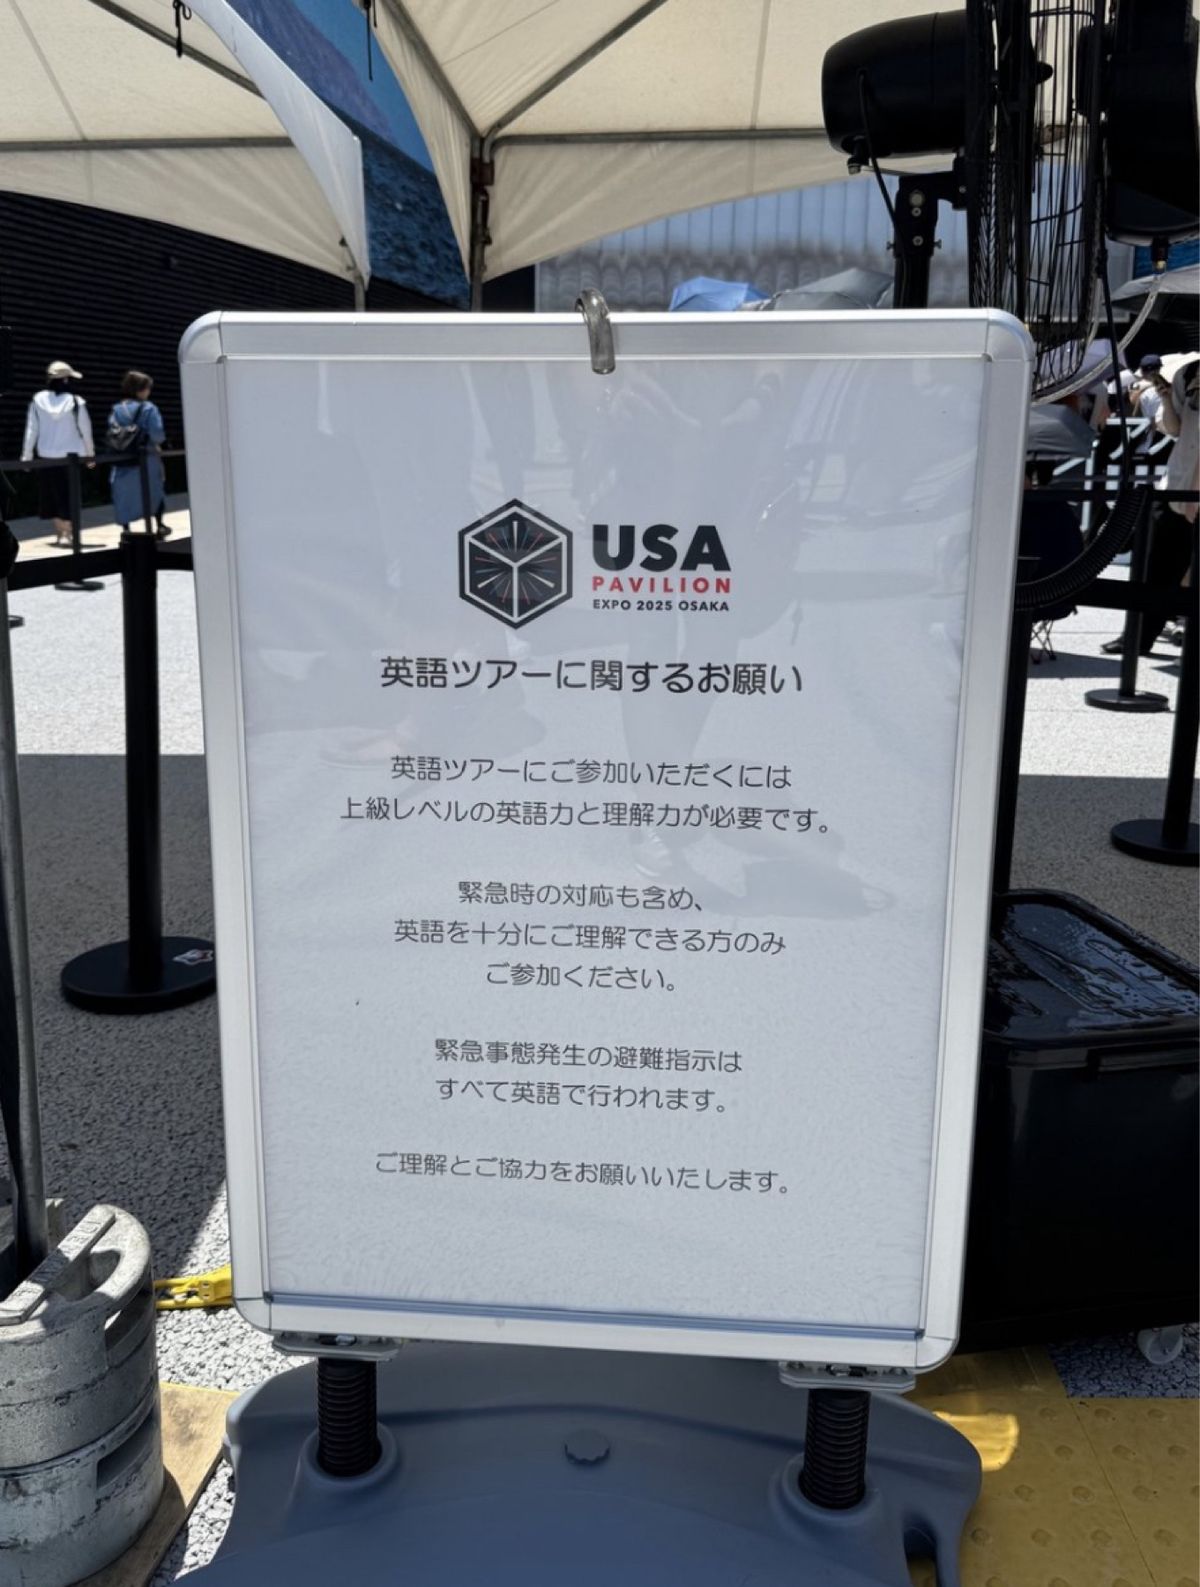 USA
PAVILION
EXPO 2025 OSAKA
英語ツアーに関するお願い
英語ツアーにご参加いただくには
上級レベルの英語力と理解力が必要です。
緊急時の対応も含め、
英語を十分にご理解できる方のみ
ご参加ください。
緊急事態発生の避難指示は
すべて英語で行われます。
ご理解とご協力をお願いいたします。